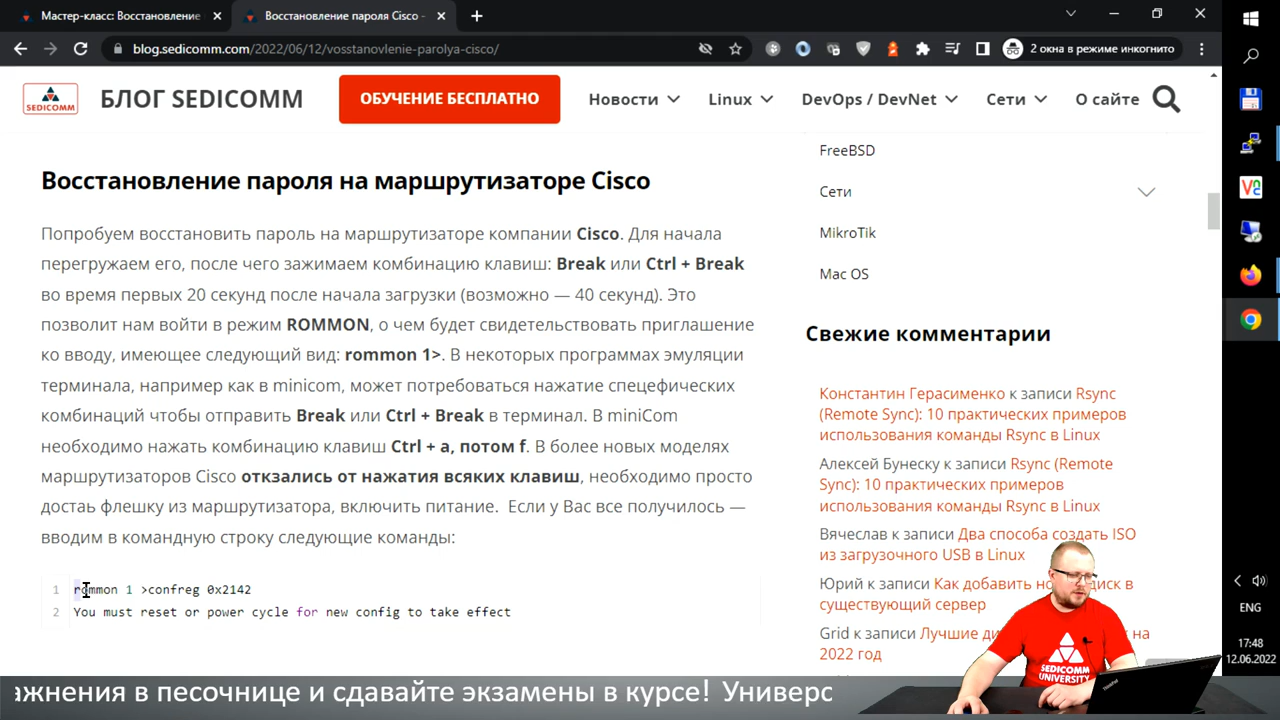 Мастер-класс: Восстановление
Восстановление пароля Cisco -
blog.sedicomm.com/2022/06/12/vosstanovlenie-parolya-cisco/
2 окна в режиме инкогнито
SEDICOMM
БЛОГ SEDICOMM
ОБУЧЕНИЕ БЕСПЛАТНО
Новости
Linux
DevOps / DevNet
Сети
О сайте
Восстановление пароля на маршрутизаторе Cisco
Попробуем восстановить пароль на маршрутизаторе компании Cisco. Для начала
перегружаем его, после чего зажимаем комбинацию клавиш: Break или Ctrl + Break
во время первых 20 секунд после начала загрузки (возможно — 40 секунд). Это
позволит нам войти в режим ROMMON, о чем будет свидетельствовать приглашение
ко вводу, имеющее следующий вид: rommon 1>. В некоторых программах эмуляции
терминала, например как в minicom, может потребоваться нажатие спецефических
комбинаций чтобы отправить Break или Ctrl + Break в терминал. В miniCom
необходимо нажать комбинацию клавиш Ctrl + a, потом f. В более новых моделях
маршрутизаторов Cisco откзались от нажатия всяких клавиш, необходимо просто
достаь флешку из маршрутизатора, включить питание. Если у Вас все получилось —
вводим в командную строку следующие команды:
1 rommon 1 >confreg 0x2142
2 You must reset or power cycle for new config to take effect
FreeBSD
Сети
MikroTik
Mac OS
Свежие комментарии
Константин Герасименко к записи Rsync
(Remote Sync): 10 практических примеров
использования команды Rsync в Linux
Алексей Бунеску к записи Rsync (Remote
Sync): 10 практических примеров
использования команды Rsync в Linux
Вячеслав к записи Два способа создать ISO
из загрузочного USB в Linux
Юрий к записи Как добавить диск в
существующий сервер
Grid к записи Лучшие на
2022 год
SEDICOMM
UNIVERSITY
ThinkPad
ENG
17:48
12.06.2022
ажнения в песочнице и сдавайте экзамены в курсе! Универс